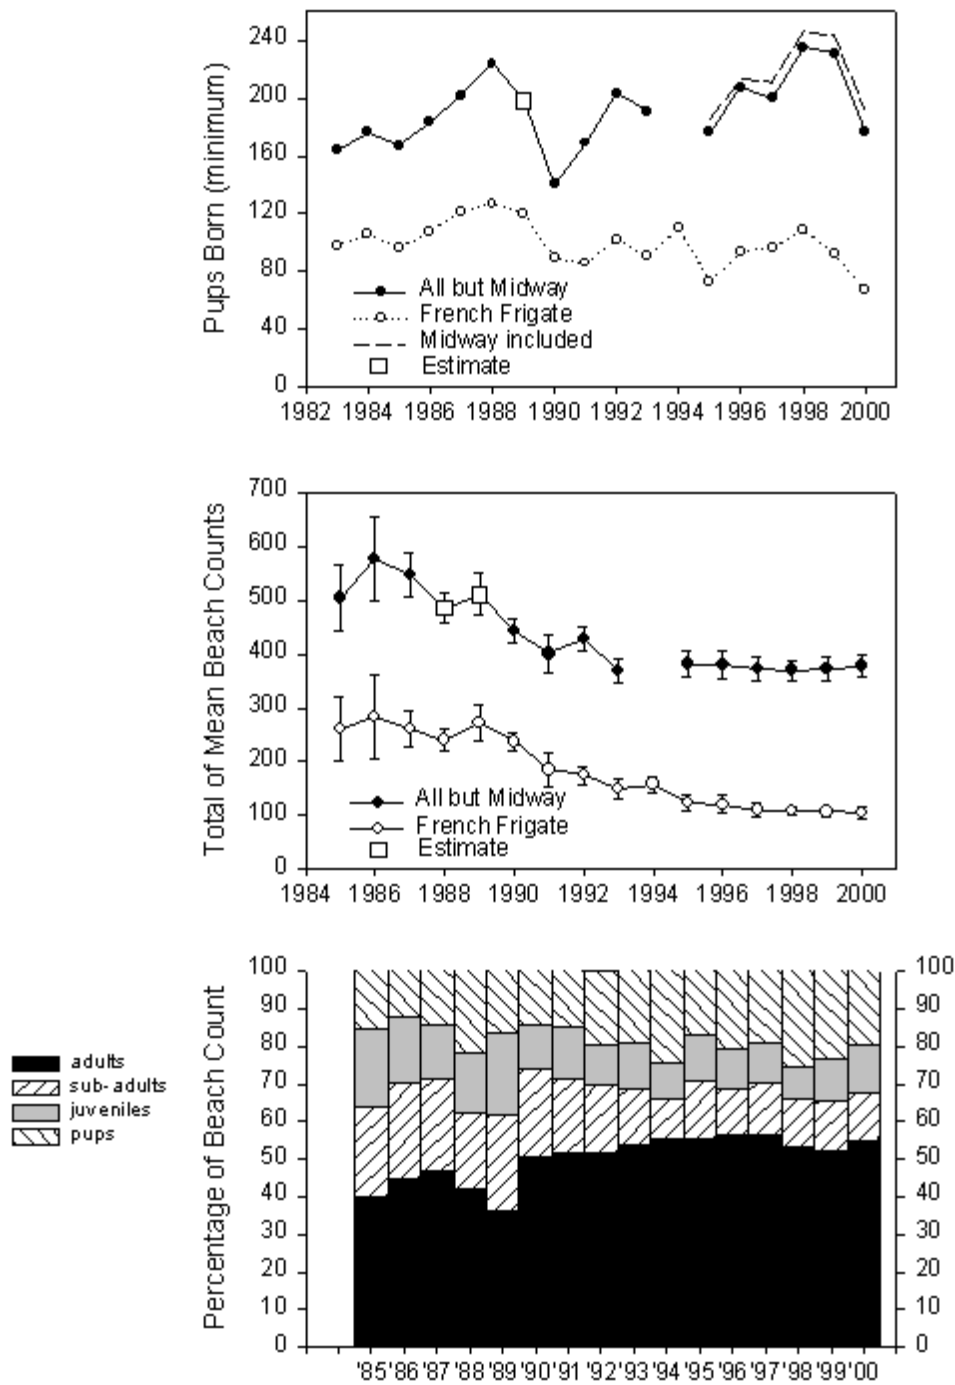 Pups Born (minimum)
240
200
160
120
80
40
0
All but Midway
French Frigate
Midway included
Estimate
1982 1984 1986 1988 1990 1992 1994 1996 1998 2000
Total of Mean Beach Counts
700
600
500
400
300
200
100
0
All but Midway
French Frigate
Estimate
1984 1986 1988 1990 1992 1994 1996 1998 2000
Percentage of Beach Count
100 100
90 90
80 80
70 70
60 60
50 50
40 40
30 30
20 20
10 10
0 0
adults
sub-adults
juveniles
pups
'85 '86 '87 '88 '89 '90 '91 '92 '93 '94 '95 '96 '97 '98 '99 '00